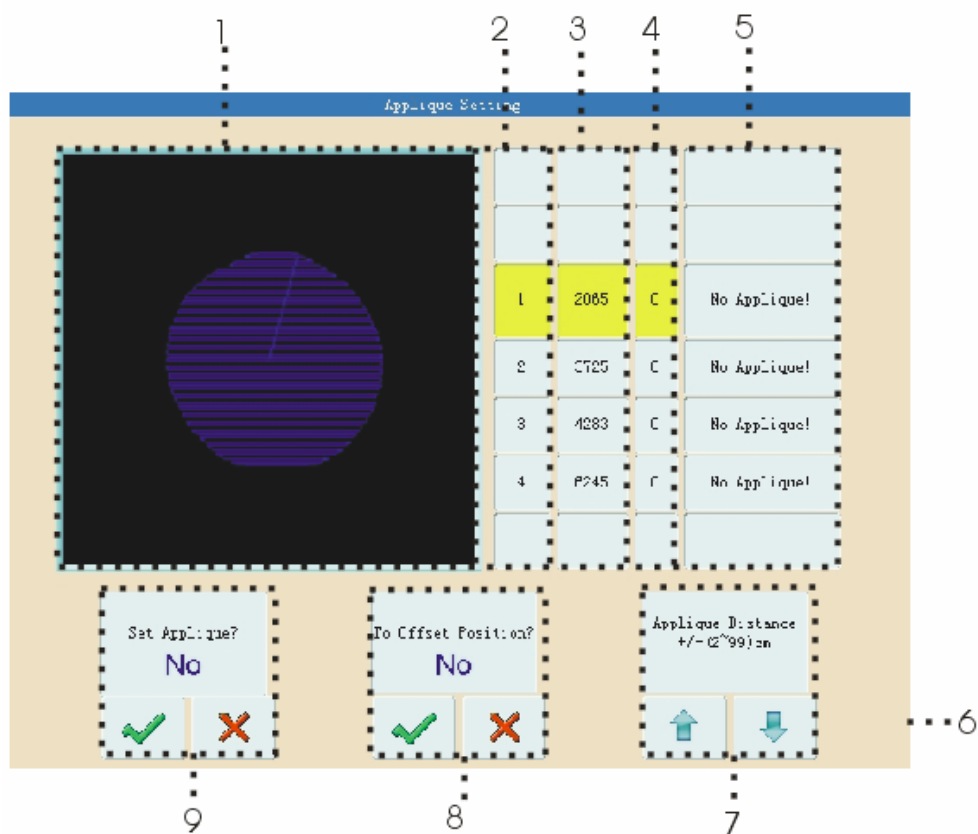 1 2 3 4 5
Applique Setting
1 2065 C No Applique!
2 C No Applique!
3 4283 C No Applique!
4 C No Applique!
Set Applique?
No
To Offset Position?
No
Applique Distance
+/-(2~99)cm
6
9 8 7